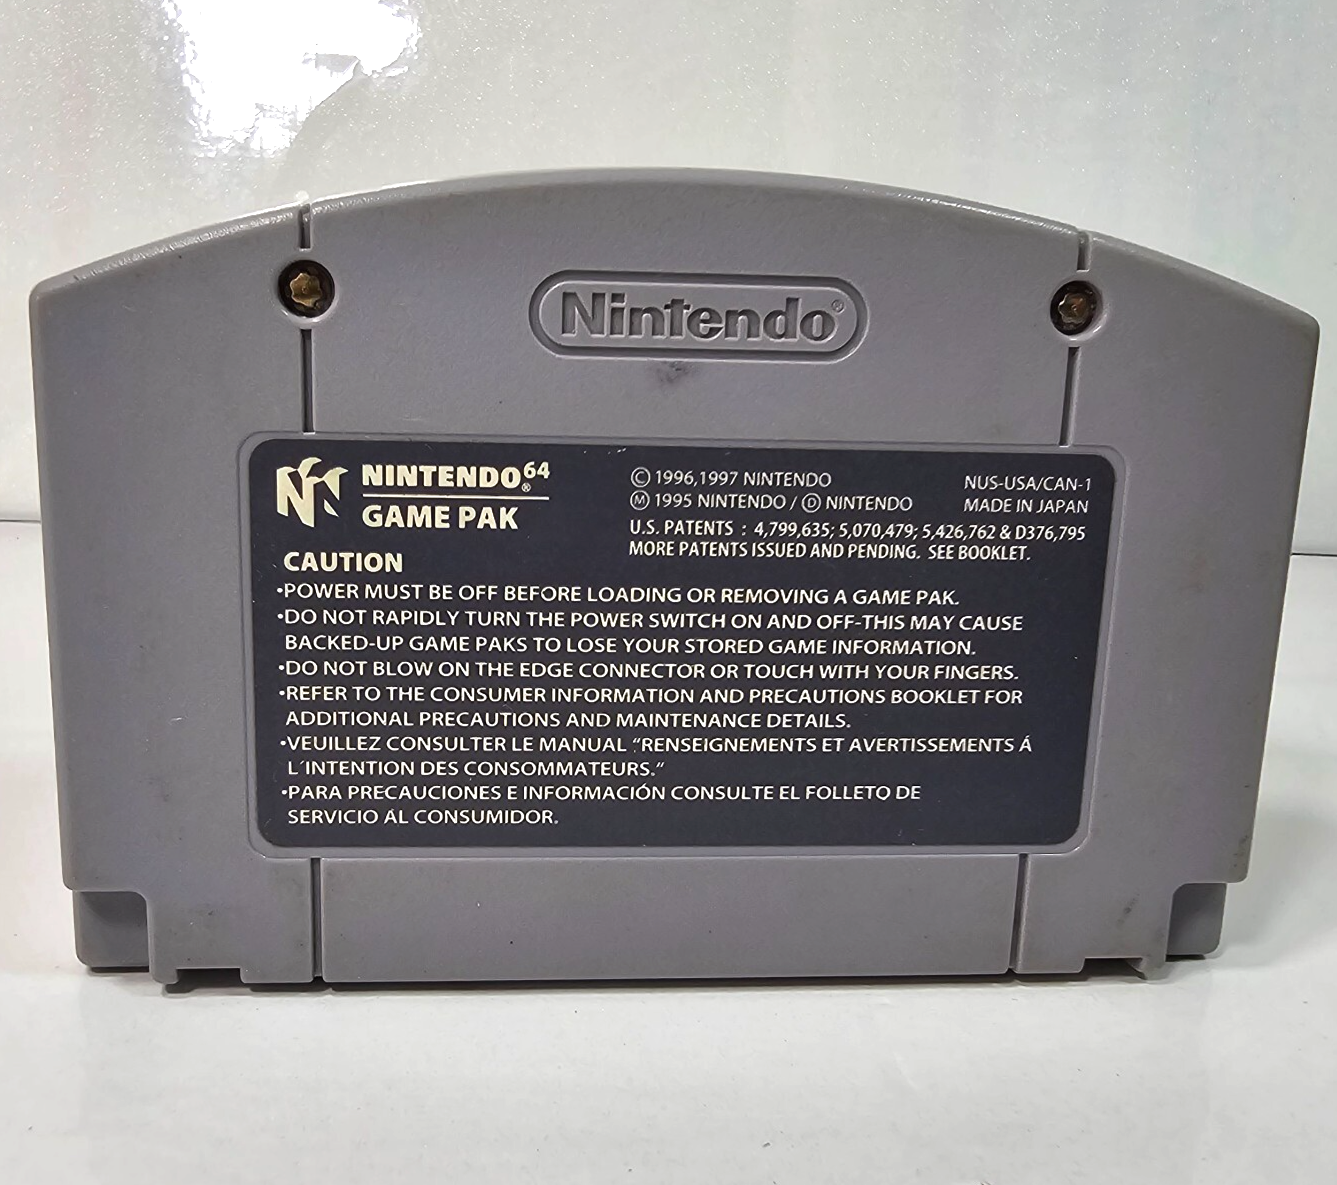 Nintendo®
NINTENDO⁶⁴®
GAME PAK
© 1996,1997 NINTENDO
Ⓜ 1995 NINTENDO / Ⓓ NINTENDO
NUS-USA/CAN-1
MADE IN JAPAN
U.S. PATENTS : 4,799,635; 5,070,479; 5,426,762 & D376,795
MORE PATENTS ISSUED AND PENDING. SEE BOOKLET.
CAUTION
•POWER MUST BE OFF BEFORE LOADING OR REMOVING A GAME PAK.
•DO NOT RAPIDLY TURN THE POWER SWITCH ON AND OFF-THIS MAY CAUSE
BACKED-UP GAME PAKS TO LOSE YOUR STORED GAME INFORMATION.
•DO NOT BLOW ON THE EDGE CONNECTOR OR TOUCH WITH YOUR FINGERS.
•REFER TO THE CONSUMER INFORMATION AND PRECAUTIONS BOOKLET FOR
ADDITIONAL PRECAUTIONS AND MAINTENANCE DETAILS.
•VEUILLEZ CONSULTER LE MANUAL “RENSEIGNEMENTS ET AVERTISSEMENTS Á
L´INTENTION DES CONSOMMATEURS.“
•PARA PRECAUCIONES E INFORMACIÓN CONSULTE EL FOLLETO DE
SERVICIO AL CONSUMIDOR.